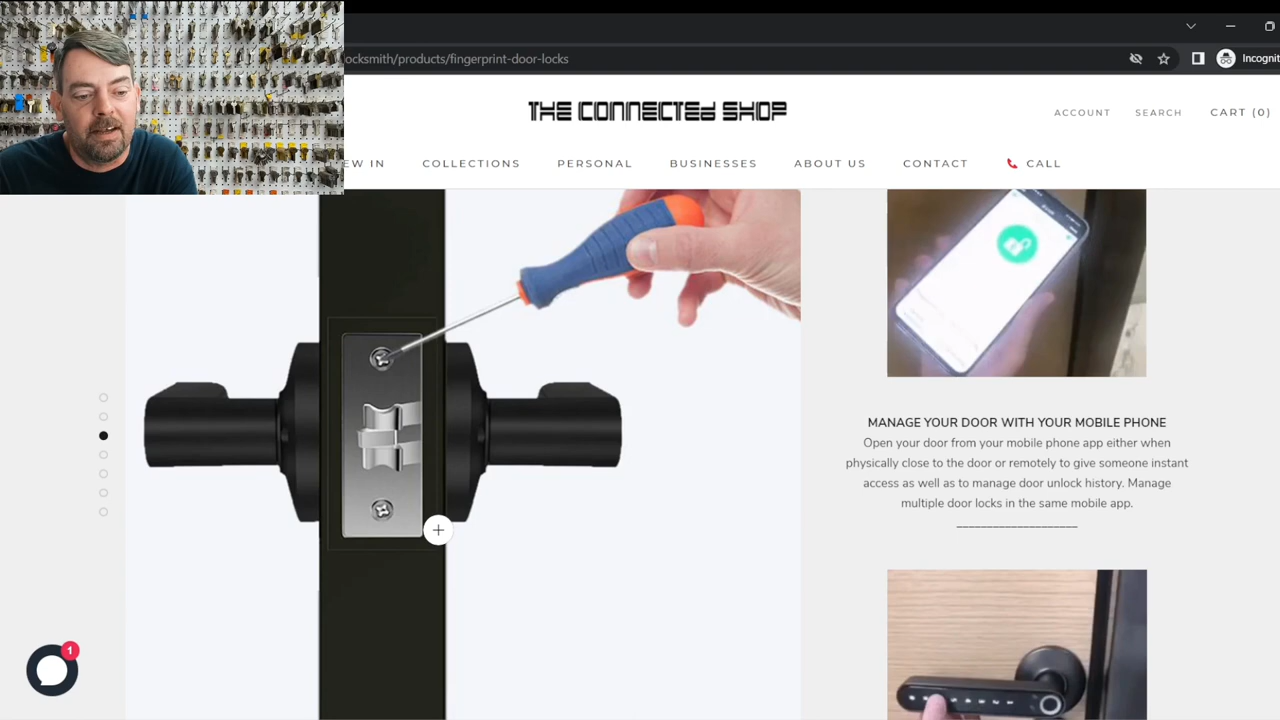 locksmith/products/fingerprint-door-locks
Incognit
THE CONNECTED SHOP
ACCOUNT
SEARCH
CART (0)
EW IN
COLLECTIONS
PERSONAL
BUSINESSES
ABOUT US
CONTACT
CALL
MANAGE YOUR DOOR WITH YOUR MOBILE PHONE
Open your door from your mobile phone app either when
physically close to the door or remotely to give someone instant
access as well as to manage door unlock history. Manage
multiple door locks in the same mobile app.
____________________
1